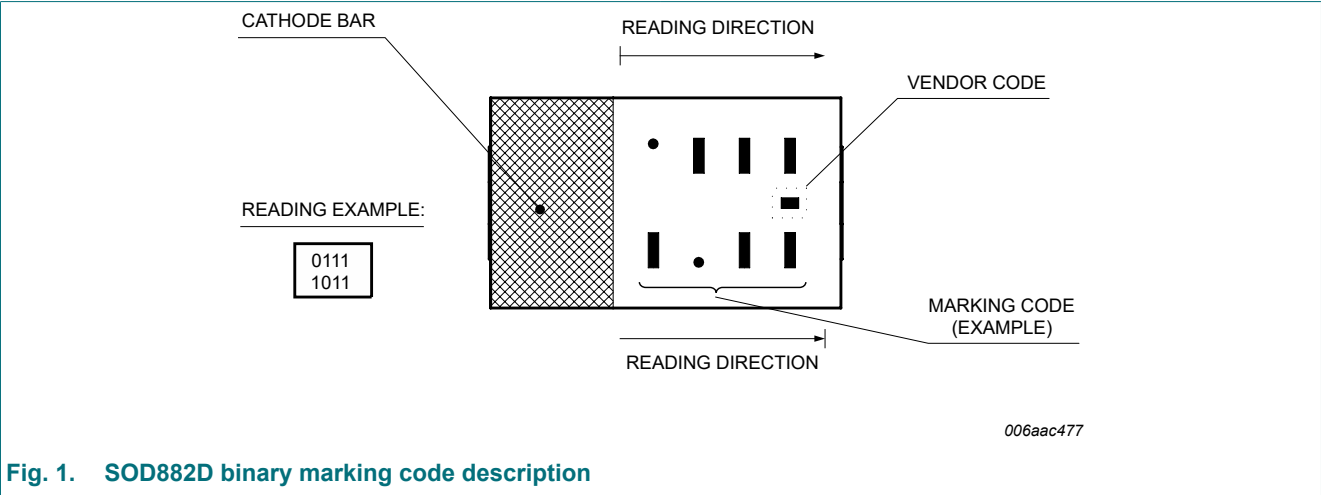 CATHODE BAR
READING DIRECTION
VENDOR CODE
READING EXAMPLE:
0111
1011
MARKING CODE
(EXAMPLE)
READING DIRECTION
006aac477
Fig. 1. SOD882D binary marking code description